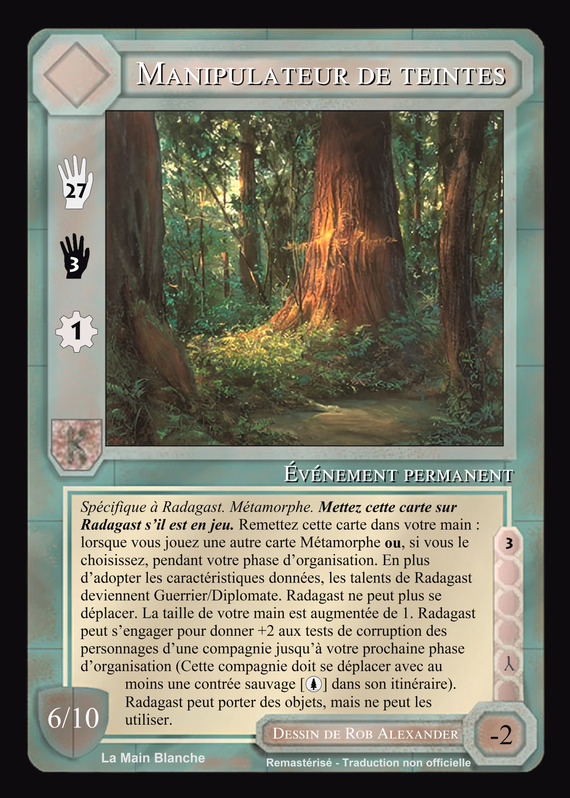 Manipulateur de teintes
27
3
1
Événement permanent
Spécifique à Radagast. Métamorphe. Mettez cette carte sur
Radagast s'il est en jeu. Remettez cette carte dans votre main :
lorsque vous jouez une autre carte Métamorphe ou, si vous le
choisissez, pendant votre phase d'organisation. En plus
d'adopter les caractéristiques données, les talents de Radagast
deviennent Guerrier/Diplomate. Radagast ne peut plus se
déplacer. La taille de votre main est augmentée de 1. Radagast
peut s'engager pour donner +2 aux tests de corruption des
personnages d'une compagnie jusqu'à votre prochaine phase
d'organisation (Cette compagnie doit se déplacer avec au
moins une contrée sauvage [] dans son itinéraire).
Radagast peut porter des objets, mais ne peut les
utiliser.
3
6/10
Dessin de Rob Alexander
-2
La Main Blanche
Remastérisé - Traduction non officielle